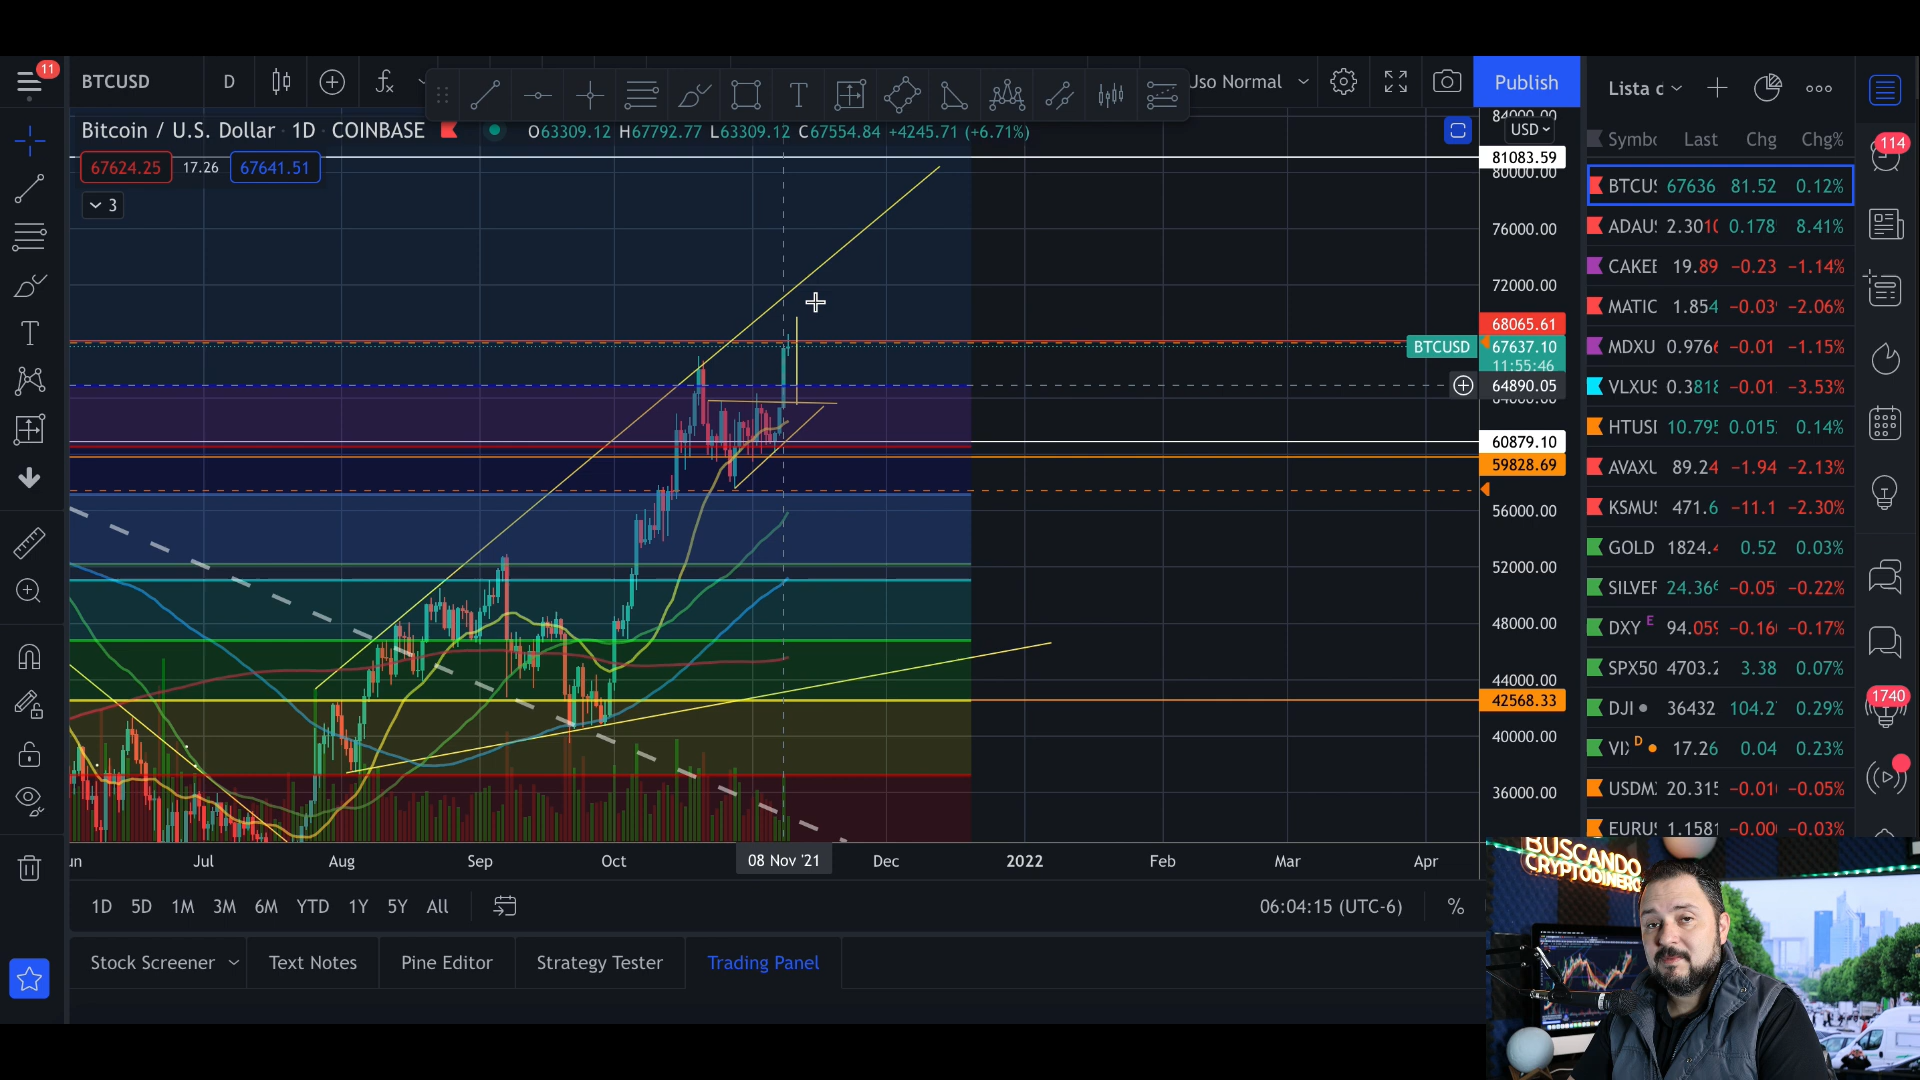 11
BTCUSD
D
Uso Normal
Publish
Lista d
Bitcoin / U.S. Dollar · 1D · COINBASE
O63309.12 H67792.77 L63309.12 C67554.84 +4245.71 (+6.71%)
67624.25 17.26 67641.51
3
USD
84000.00
81083.59
80000.00
76000.00
72000.00
68065.61
BTCUSD 67637.10
11:55:46
64890.05
64000.00
60879.10
59828.69
56000.00
52000.00
48000.00
44000.00
42568.33
40000.00
36000.00
Last Chg Chg%
BTCUS 67636 81.52 0.12%
ADAUS 2.3010 0.178 8.41%
CAKEE 19.89 −0.23 −1.14%
MATIC 1.854 −0.03 −2.06%
MDXU 0.976 −0.01 −1.15%
VLXUS 0.3818 −0.01 −3.53%
HTUSD 10.795 0.015 0.14%
AVAXU 89.24 −1.94 −2.13%
KSMUS 471.6 −11.1 −2.30%
GOLD 1824.4 0.52 0.03%
SILVER 24.366 −0.05 −0.22%
DXY E 94.059 −0.16 −0.17%
SPX50 4703.2 3.38 0.07%
DJI 36432 104.2 0.29%
VIX D 17.26 0.04 0.23%
USDM 20.315 −0.01 −0.05%
EURU 1.1581 −0.00 −0.03%
114
1740
un Jul Aug Sep Oct 08 Nov '21 Dec 2022 Feb Mar Apr
1D 5D 1M 3M 6M YTD 1Y 5Y All
06:04:15 (UTC-6) %
Stock Screener Text Notes Pine Editor Strategy Tester Trading Panel
BUSCANDO
CRYPTODINERO